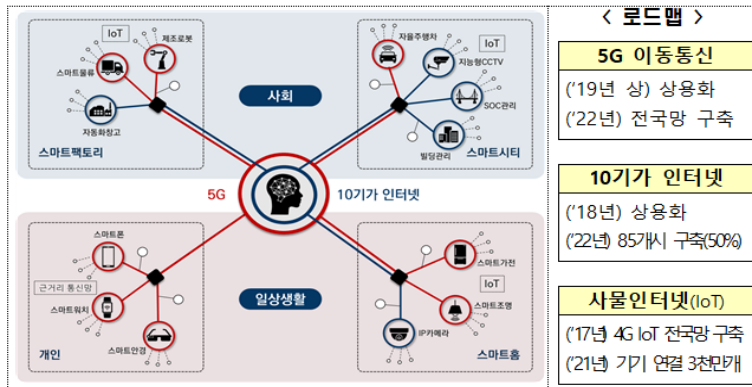 IoT
제조로봇
스마트물류
자동화창고
스마트팩토리
사회
자율주행차
IoT
지능형CCTV
SOC관리
빌딩관리
스마트시티
5G
10기가 인터넷
스마트폰
근거리 통신망
스마트워치
스마트안경
개인
일상생활
스마트가전
IoT
스마트조명
IP카메라
스마트홈
< 로드맵 >
5G 이동통신
('19년 상) 상용화
('22년) 전국망 구축
10기가 인터넷
('18년) 상용화
('22년) 85개시 구축(50%)
사물인터넷(IoT)
('17년) 4G IoT 전국망 구축
('21년) 기기 연결 3천만개